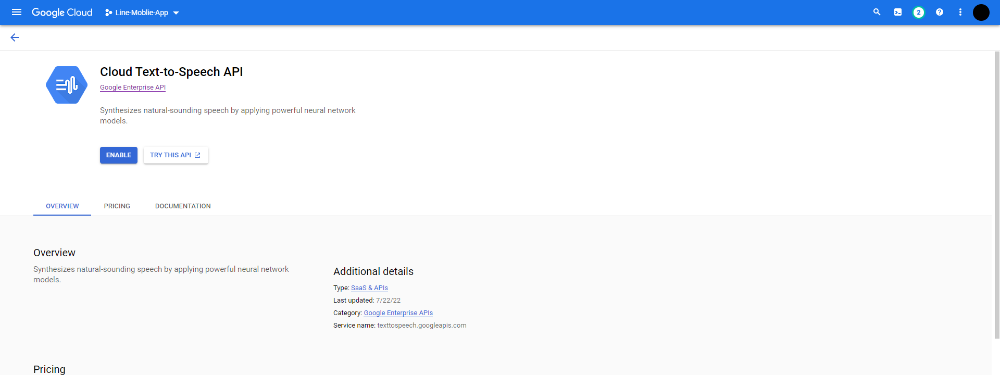 Google Cloud
Line-Moblie-App
2
?
Cloud Text-to-Speech API
Google Enterprise API
Synthesizes natural-sounding speech by applying powerful neural network
models.
ENABLE
TRY THIS API
OVERVIEW
PRICING
DOCUMENTATION
Overview
Synthesizes natural-sounding speech by applying powerful neural network
models.
Additional details
Type: SaaS & APIs
Last updated: 7/22/22
Category: Google Enterprise APIs
Service name: texttospeech.googleapis.com
Pricing